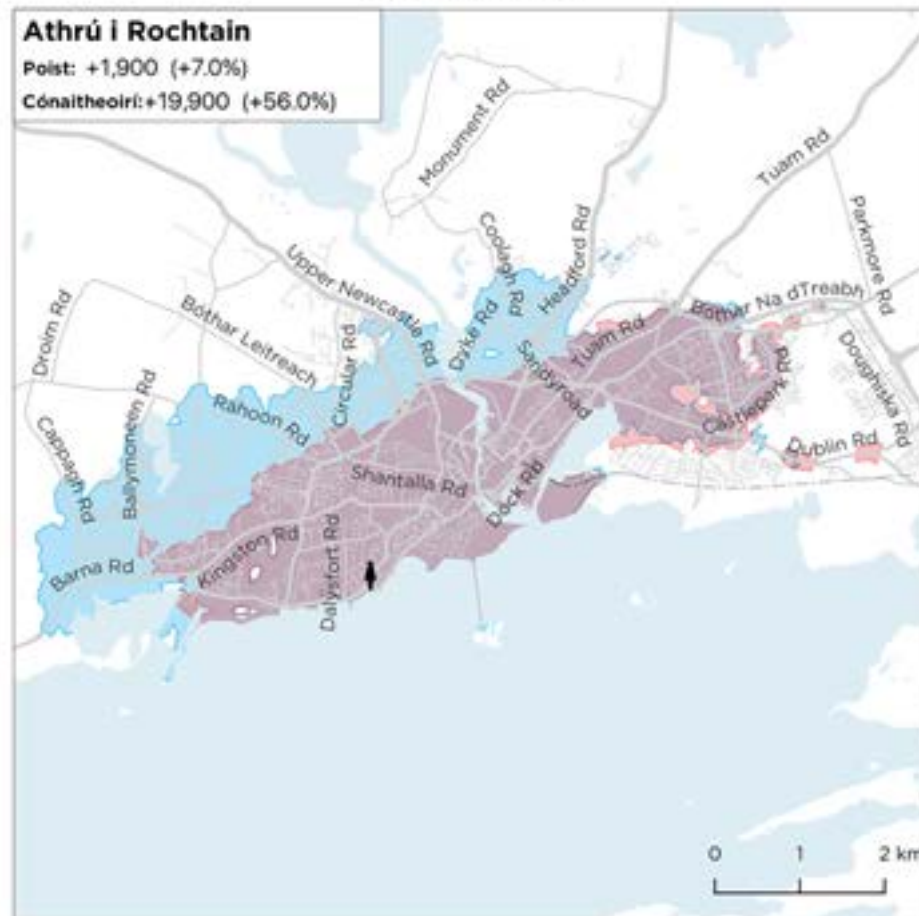 Athrú i Rochtain
Poist: +1,900 (+7.0%)
Cónaitheoirí:+19,900 (+56.0%)
Monument Rd
Tuam Rd
Parkmore Rd
Coolagh Rd
Headford Rd
Upper Newcastle Rd
Bothar Na dTreabh
Droim Rd
Bothar Leitreach
Dyke Rd
Circular Rd
Sandyroad
Tuam Rd
Doughiska Rd
Ballymoneen Rd
Rahoon Rd
Castlepark Rd
Cappagh Rd
Dublin Rd
Shantalla Rd
Dock Rd
Barna Rd
Kingston Rd
Dalysfort Rd
0 1 2 km